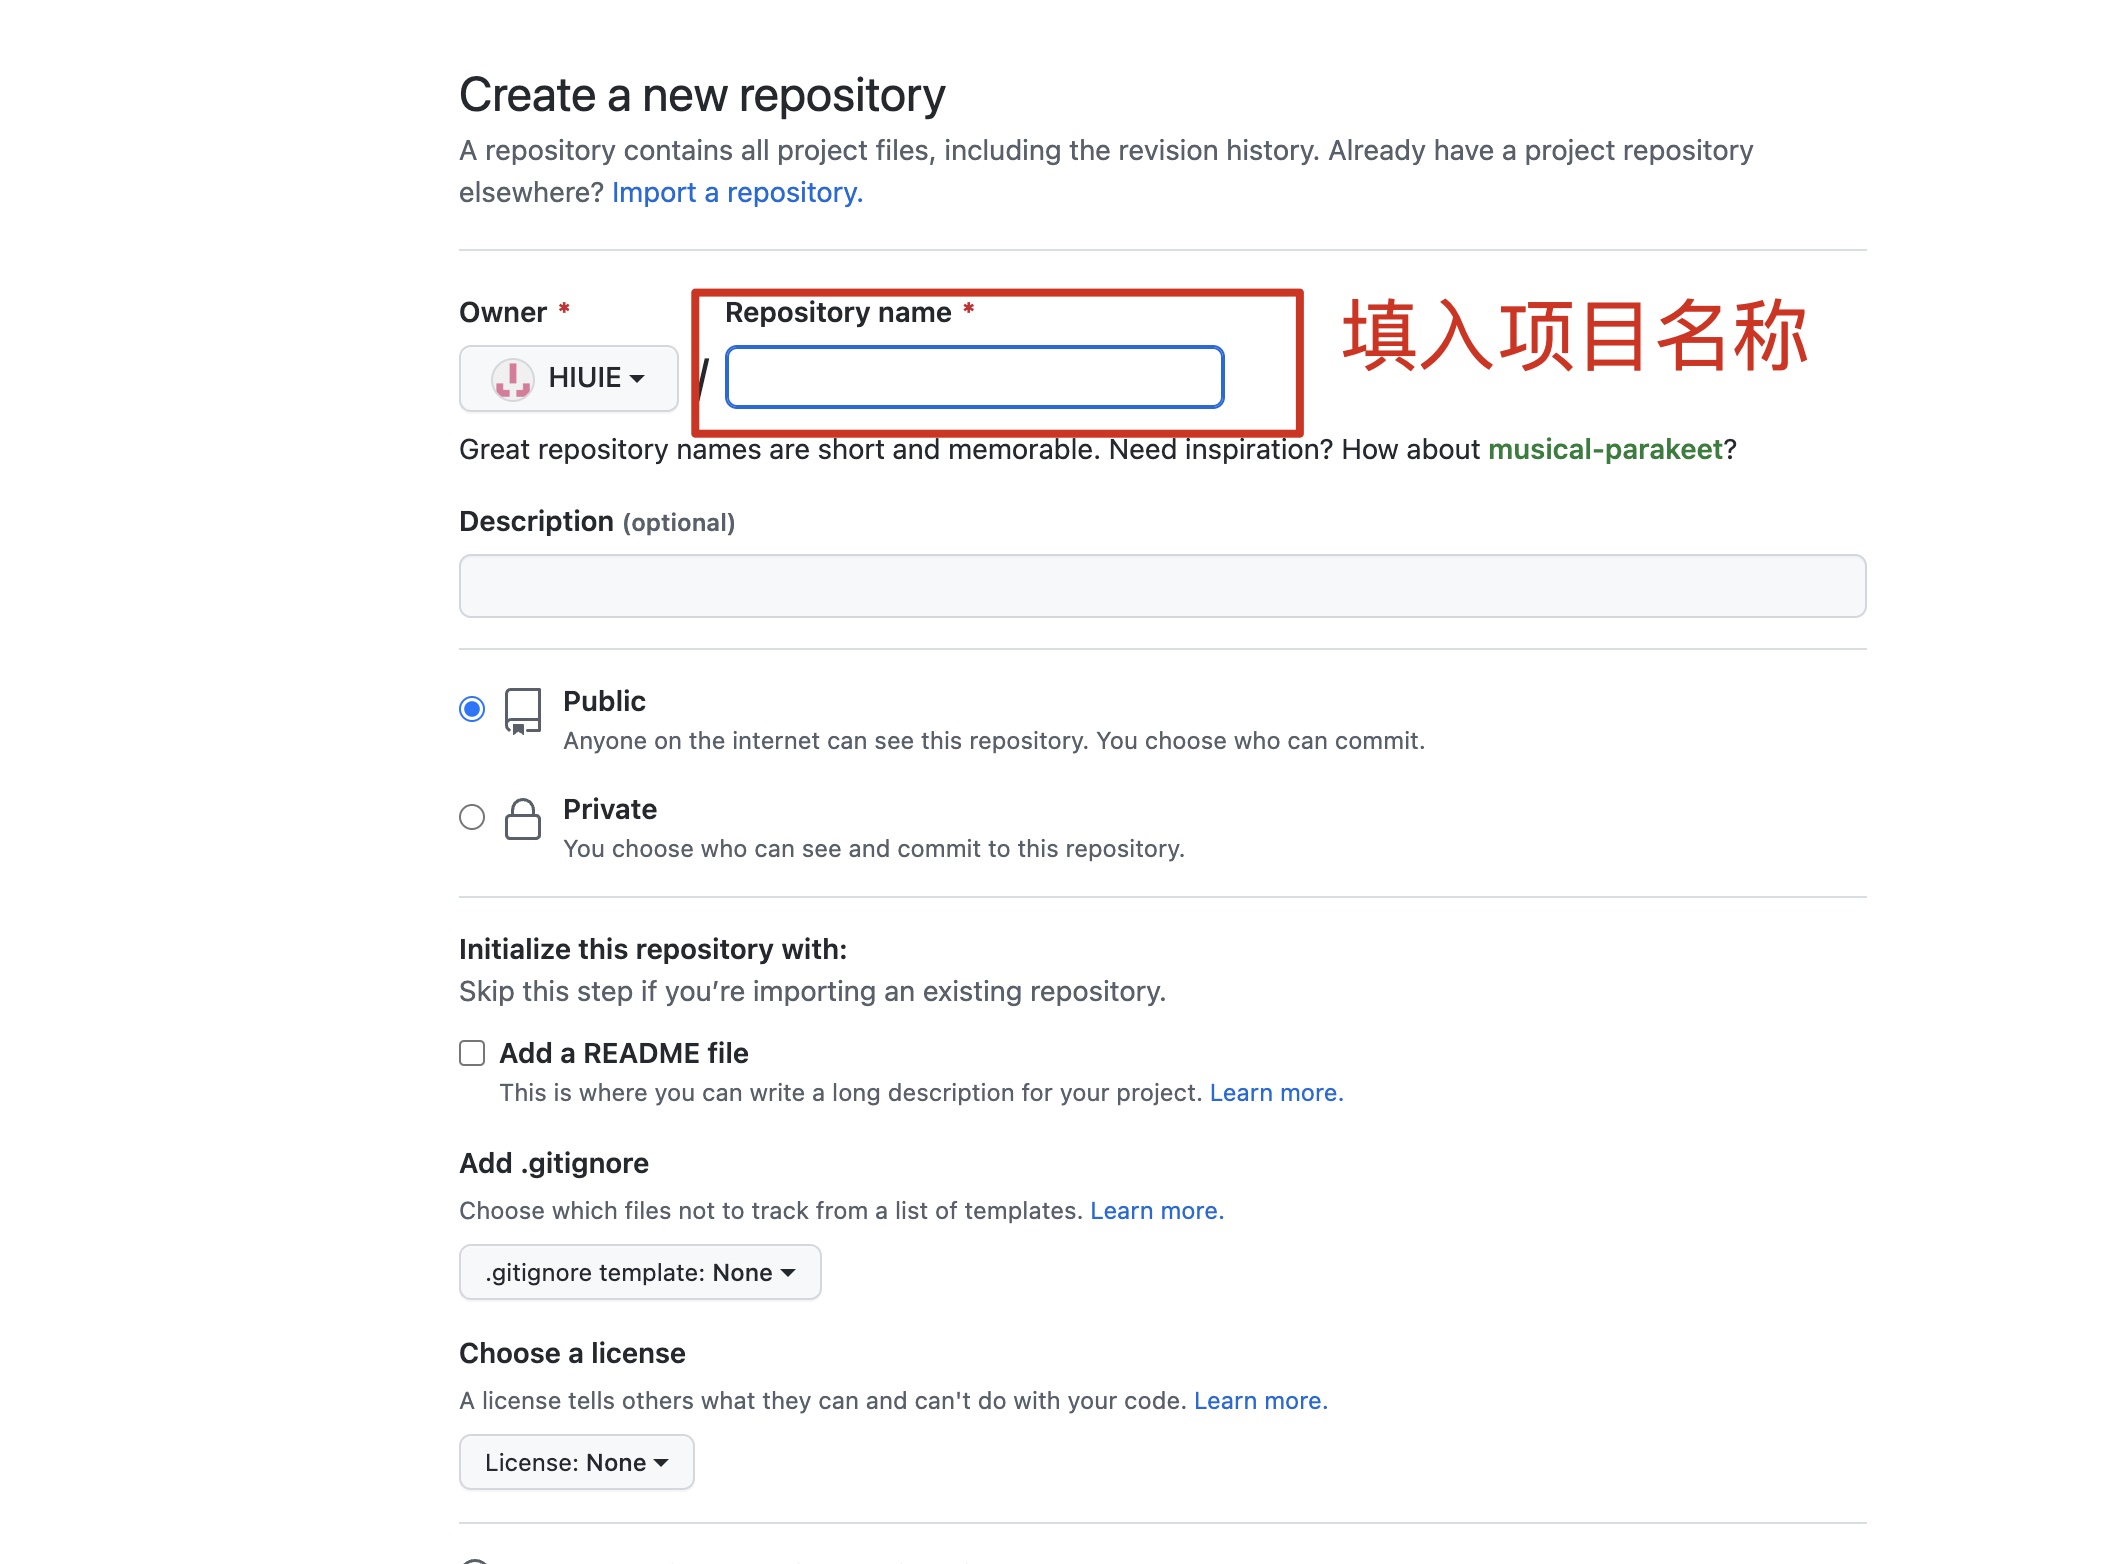 Create a new repository
A repository contains all project files, including the revision history. Already have a project repository
elsewhere? Import a repository.
Owner *
Repository name *
填入项目名称
HIUIE
/
Great repository names are short and memorable. Need inspiration? How about musical-parakeet?
Description (optional)
Public
Anyone on the internet can see this repository. You choose who can commit.
Private
You choose who can see and commit to this repository.
Initialize this repository with:
Skip this step if you’re importing an existing repository.
Add a README file
This is where you can write a long description for your project. Learn more.
Add .gitignore
Choose which files not to track from a list of templates. Learn more.
.gitignore template: None
Choose a license
A license tells others what they can and can't do with your code. Learn more.
License: None